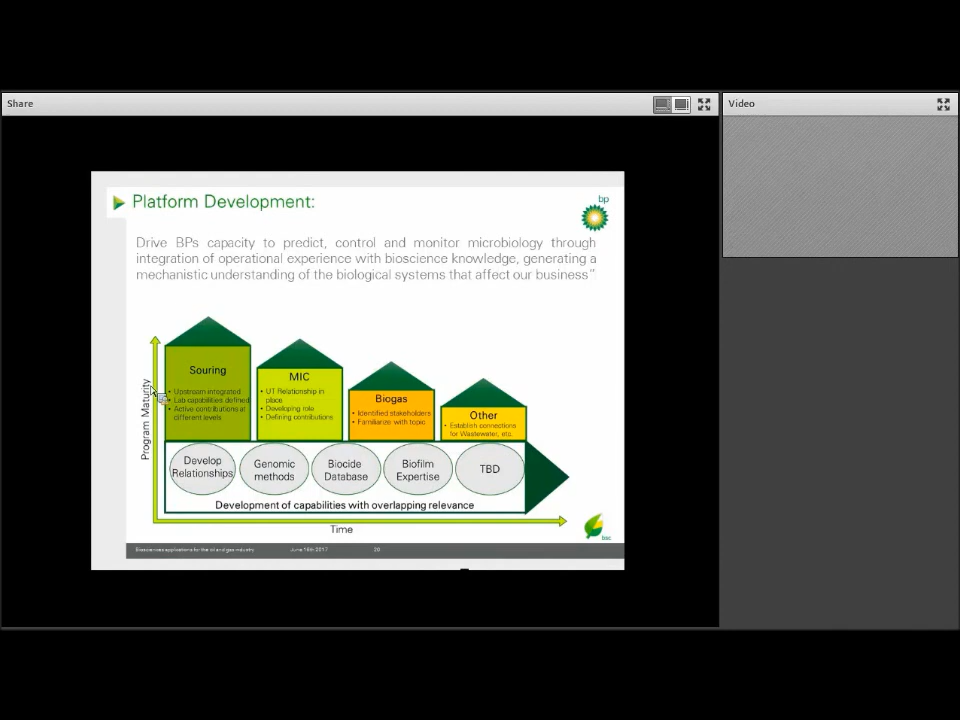 Share
Video
Platform Development:
bp
Drive BPs capacity to predict, control and monitor microbiology through
integration of operational experience with bioscience knowledge, generating a
mechanistic understanding of the biological systems that affect our business”
Program Maturity
Souring
• Upstream integrated
• Lab capabilities defined
• Active contributions at
different levels
MIC
• UT Relationship in
place
• Developing role
• Defining contributions
Biogas
• Identified stakeholders
• Familiarize with topic
Other
• Establish connections
for Wastewater, etc.
Develop
Relationships
Genomic
methods
Biocide
Database
Biofilm
Expertise
TBD
Development of capabilities with overlapping relevance
Time
bsc
Biosciences applications for the oil and gas industry
June 15th 2017
20